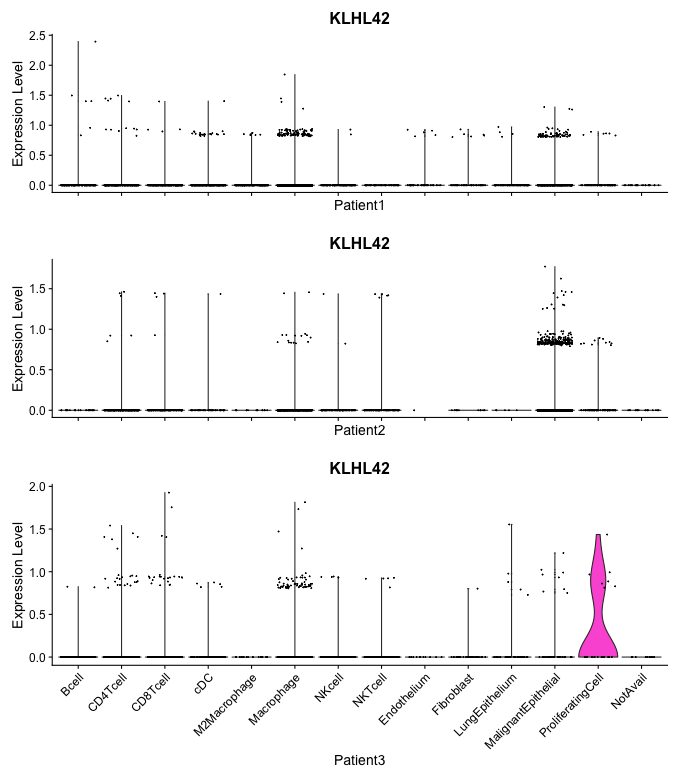 KLHL42
Expression Level
2.5
2.0
1.5
1.0
0.5
0.0
Patient1
KLHL42
Expression Level
1.5
1.0
0.5
0.0
Patient2
KLHL42
Expression Level
2.0
1.5
1.0
0.5
0.0
Bcell
CD4Tcell
CD8Tcell
cDC
M2Macrophage
Macrophage
NKcell
NKTcell
Endothelium
Fibroblast
LungEpithelium
MalignantEpithelial
ProliferatingCell
NotAvail
Patient3